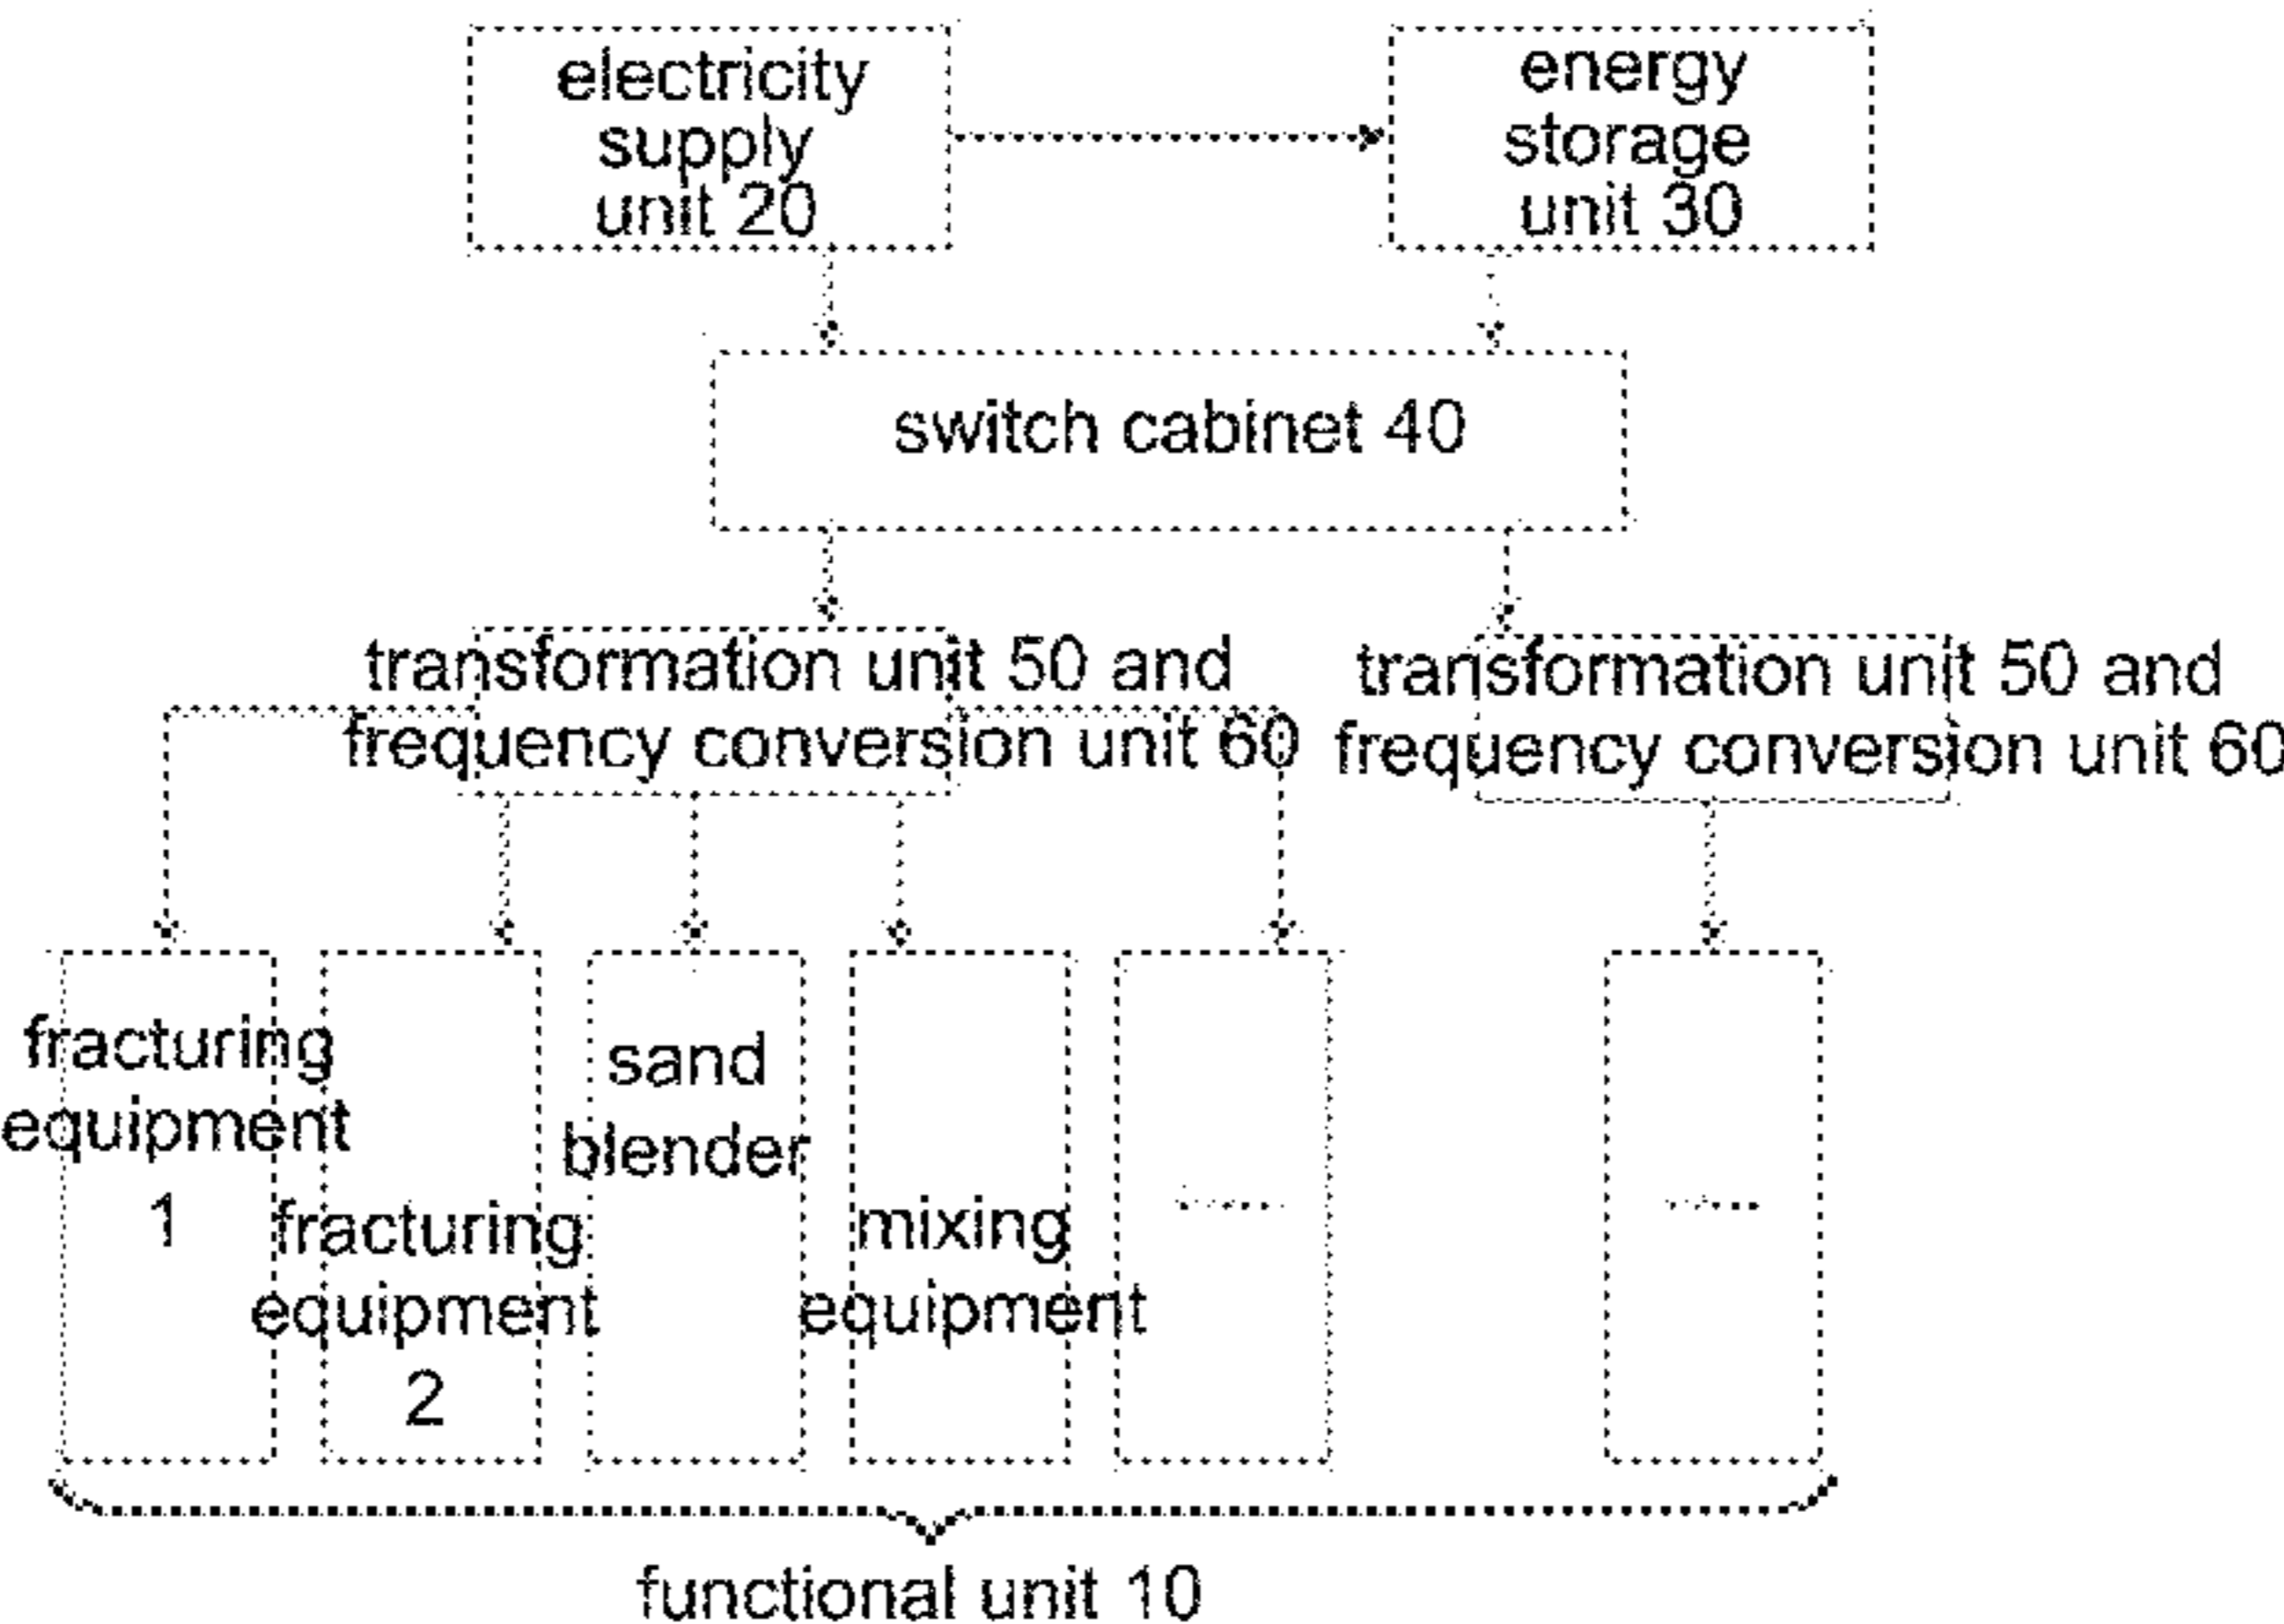 electricity
supply
unit 20
energy
storage
unit 30
switch cabinet 40
transformation unit 50 and
frequency conversion unit 60
transformation unit 50 and
frequency conversion unit 60
fracturing
equipment
1
fracturing
equipment
2
sand
blender
mixing
equipment
......
......
functional unit 10